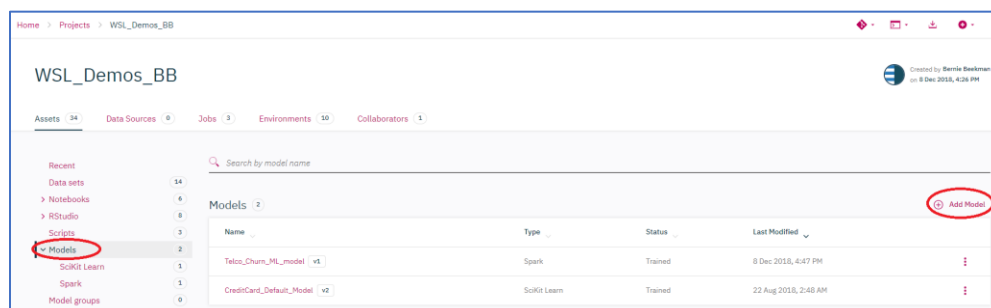 Home > Projects > WSL_Demos_BB
WSL_Demos_BB
Created by Bernie Beekman
on 8 Dec 2018, 4:26 PM
Assets 34 Data Sources 0 Jobs 3 Environments 10 Collaborators 1
Recent
Data sets 14
Notebooks 6
RStudio 8
Scripts 3
Models 2
SciKit Learn 1
Spark 1
Model groups 0
Search by model name
Models 2
Add Model
Name Type Status Last Modified
Telco_Churn_ML_model v1 Spark Trained 8 Dec 2018, 4:47 PM
CreditCard_Default_Model v2 SciKit Learn Trained 22 Aug 2018, 2:48 AM